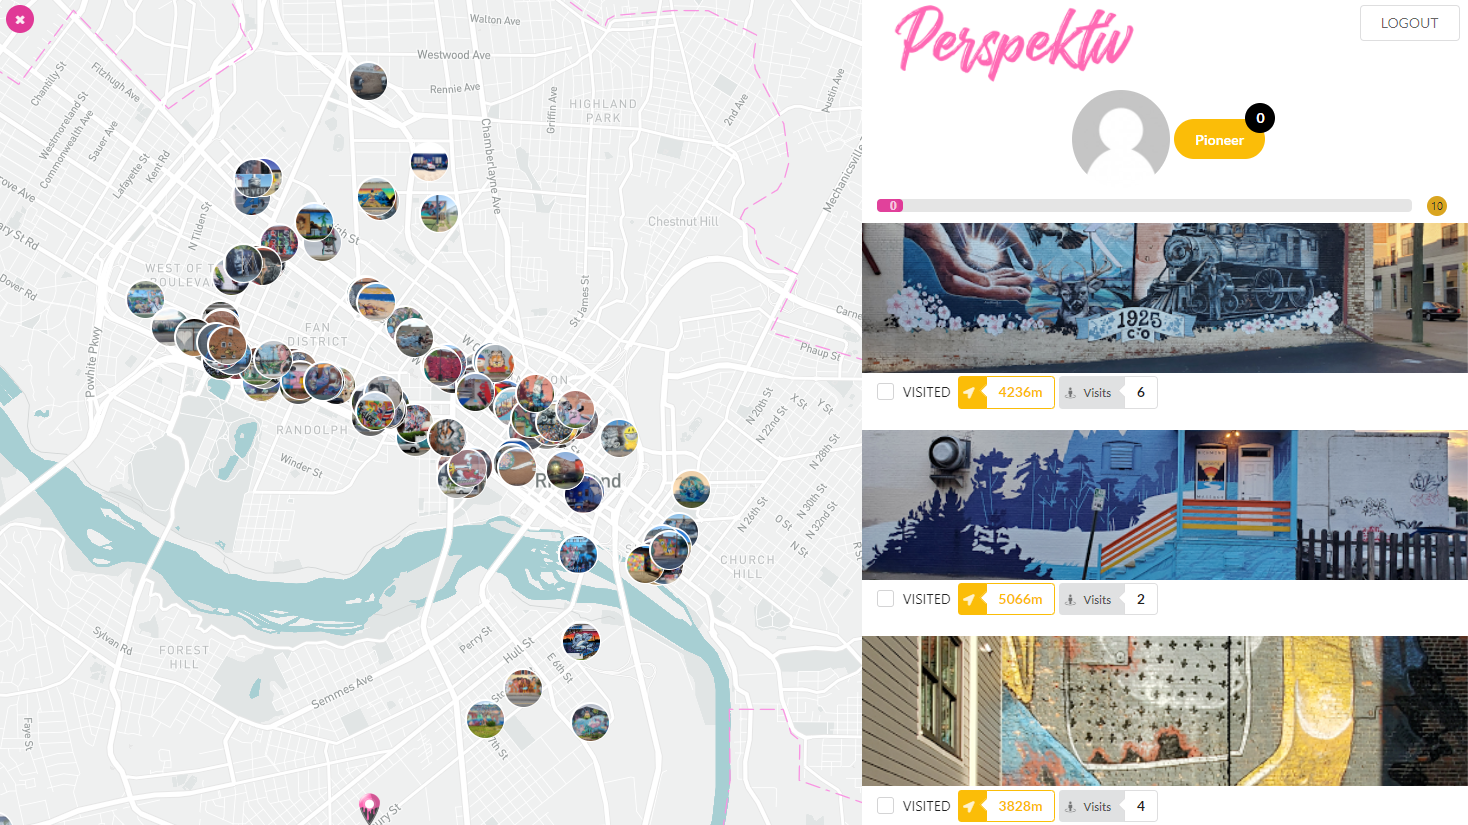 Walton Ave
Westwood Ave
Rennie Ave
Griffin Ave
2nd Ave
Austin Ave
HIGHLAND
PARK
Chantilly St
Fitzhugh Ave
Westmoreland St
Commonwealth Ave
Sauer Ave
Lafayette St
Kent Rd
Chamberlayne Ave
Mechanicsville
Chestnut Hill
N Tilden St
WEST OF T
BOULEVA
Dover Rd
Powhite Pkwy
FAN
DISTRICT
St James St
Carne
Phaup St
RANDOLPH
Winder St
N 20th St
X St
Y St
N 22nd St
N 28th St
N 26th St
N 30th St
N 32nd St
O St
N St
R St
CHURCH
HILL
Sylvan Rd
FOREST
HILL
Semmes Ave
Perry St
Hull St
E 6th St
Faye St
Perspektiv
LOGOUT
Pioneer
0
0
10
1925
CO
VISITED
4236m
Visits
6
VISITED
5066m
Visits
2
VISITED
3828m
Visits
4